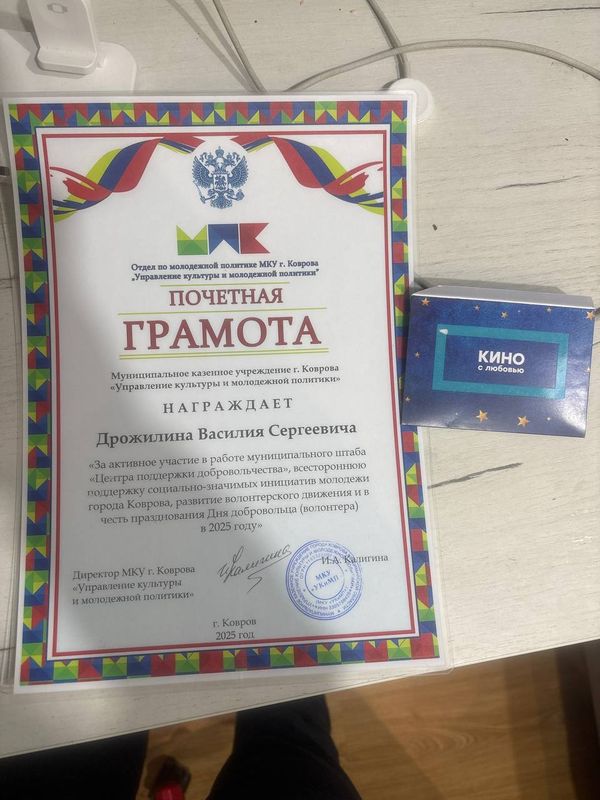 МПК
Отдел по молодежной политике МКУ г. Коврова
„Управление культуры и молодежной политики"
ПОЧЕТНАЯ
ГРАМОТА
Муниципальное казенное учреждение г. Коврова
«Управление культуры и молодежной политики»
НАГРАЖДАЕТ
Дрожилина Василия Сергеевича
«За активное участие в работе муниципального штаба
«Центра поддержки добровольчества», всестороннюю
поддержку социально-значимых инициатив молодежи
города Коврова, развитие волонтерского движения и в
честь празднования Дня добровольца (волонтера)
в 2025 году»
Директор МКУ г. Коврова
«Управление культуры
и молодежной политики»
И.А. Калигина
МКУ
«УКиМП»
г. Ковров
2025 год
КИНО
с любовью